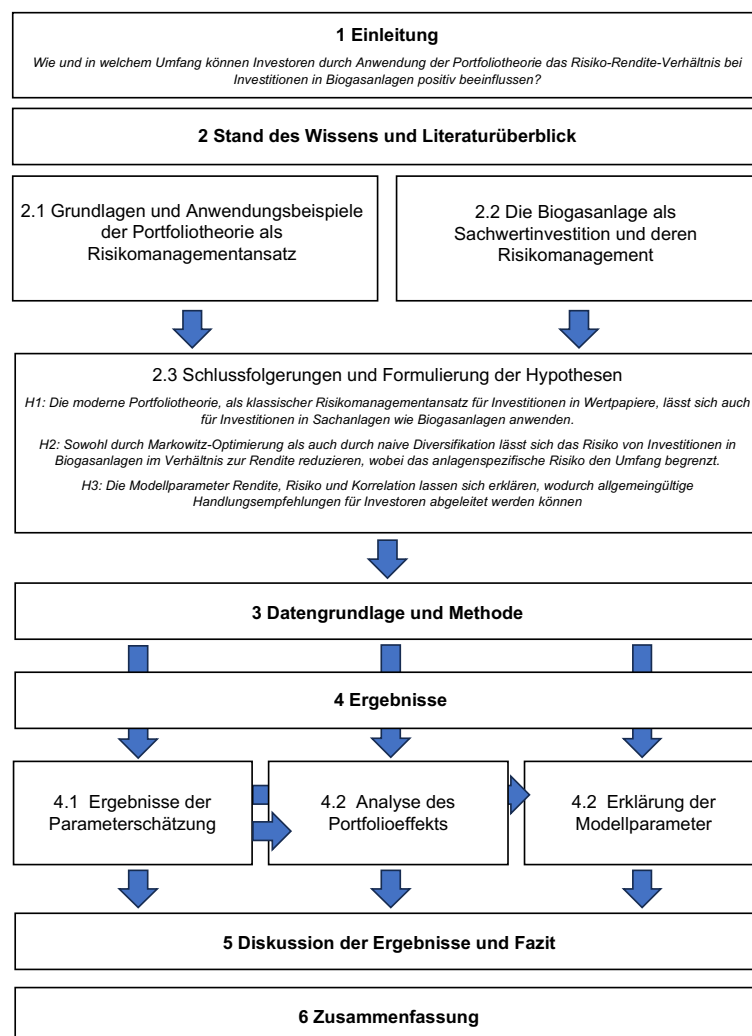 1 Einleitung
Wie und in welchem Umfang können Investoren durch Anwendung der Portfoliotheorie das Risiko-Rendite-Verhältnis bei
Investitionen in Biogasanlagen positiv beeinflussen?
2 Stand des Wissens und Literaturüberblick
2.1 Grundlagen und Anwendungsbeispiele
der Portfoliotheorie als
Risikomanagementansatz
2.2 Die Biogasanlage als
Sachwertinvestition und deren
Risikomanagement
2.3 Schlussfolgerungen und Formulierung der Hypothesen
H1: Die moderne Portfoliotheorie, als klassischer Risikomanagementansatz für Investitionen in Wertpapiere, lässt sich auch
für Investitionen in Sachanlagen wie Biogasanlagen anwenden.
H2: Sowohl durch Markowitz-Optimierung als auch durch naive Diversifikation lässt sich das Risiko von Investitionen in
Biogasanlagen im Verhältnis zur Rendite reduzieren, wobei das anlagenspezifische Risiko den Umfang begrenzt.
H3: Die Modellparameter Rendite, Risiko und Korrelation lassen sich erklären, wodurch allgemeingültige
Handlungsempfehlungen für Investoren abgeleitet werden können
3 Datengrundlage und Methode
4 Ergebnisse
4.1 Ergebnisse der
Parameterschätzung
4.2 Analyse des
Portfolioeffekts
4.2 Erklärung der
Modellparameter
5 Diskussion der Ergebnisse und Fazit
6 Zusammenfassung